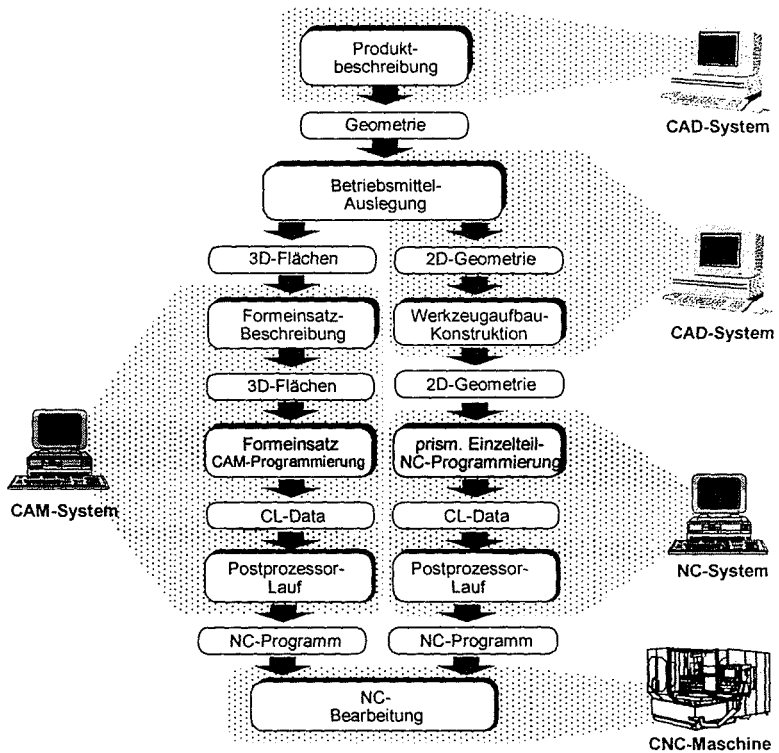 Produkt-
beschreibung
CAD-System
Geometrie
Betriebsmittel-
Auslegung
3D-Flächen
2D-Geometrie
Formeinsatz-
Beschreibung
Werkzeugaufbau-
Konstruktion
CAD-System
3D-Flächen
2D-Geometrie
Formeinsatz
CAM-Programmierung
prism. Einzelteil-
NC-Programmierung
CAM-System
CL-Data
CL-Data
NC-System
Postprozessor-
Lauf
Postprozessor-
Lauf
NC-Programm
NC-Programm
NC-
Bearbeitung
CNC-Maschine